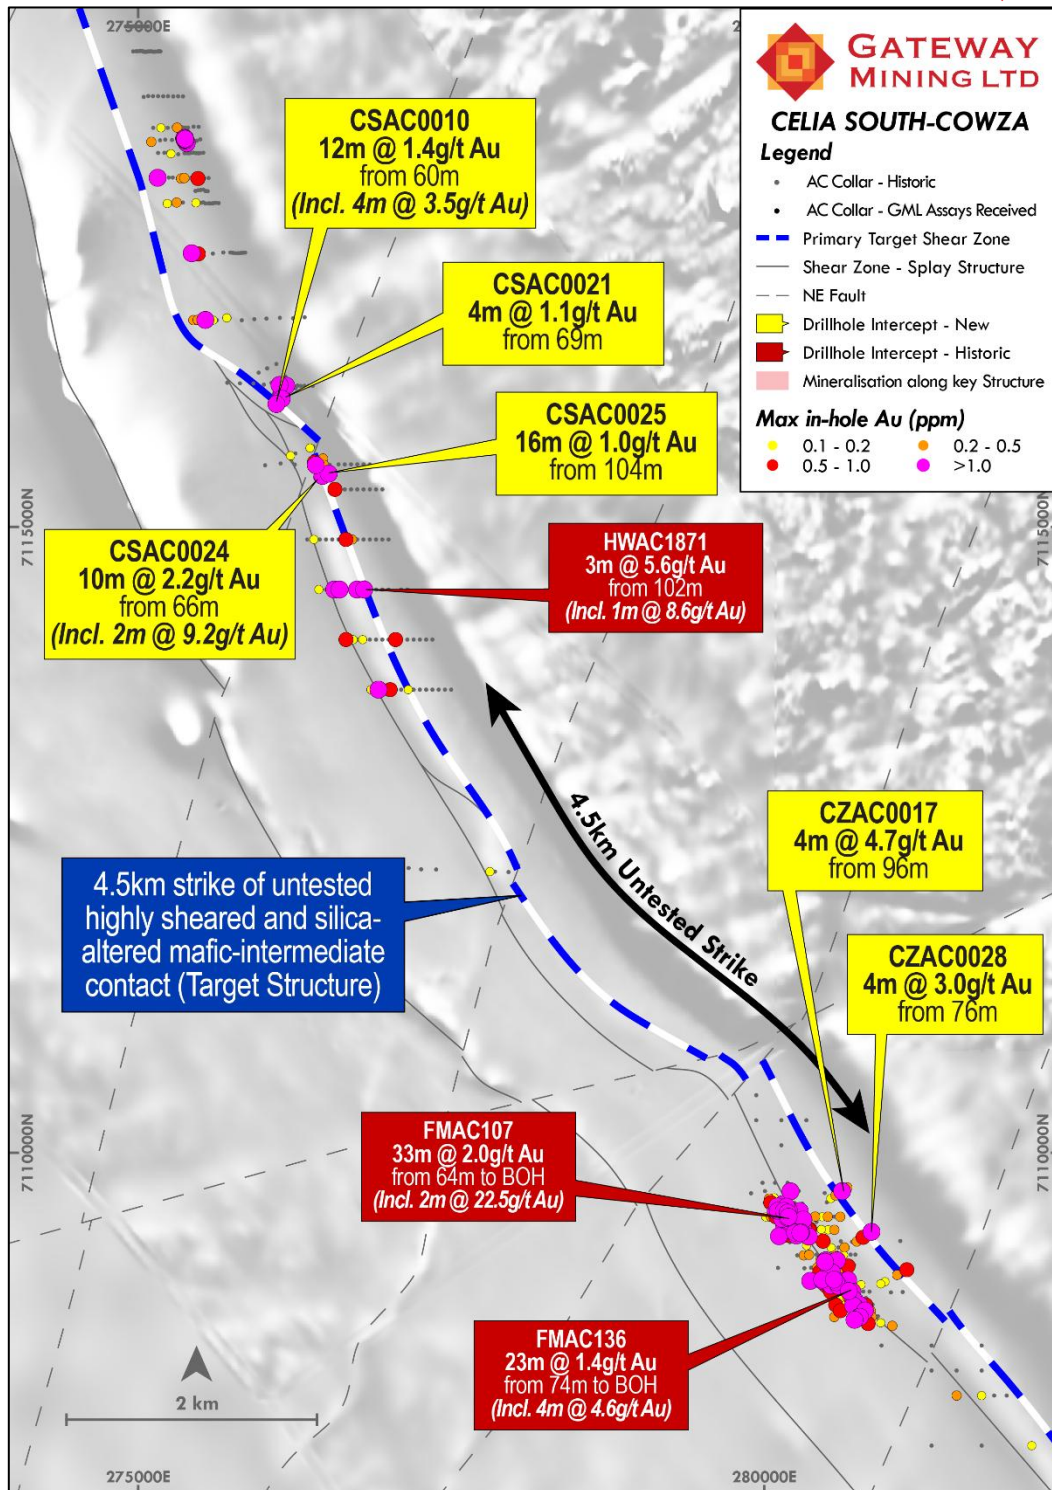 275000E
GATEWAY
MINING LTD
CELIA SOUTH-COWZA
Legend
AC Collar - Historic
AC Collar - GML Assays Received
Primary Target Shear Zone
Shear Zone - Splay Structure
NE Fault
Drillhole Intercept - New
Drillhole Intercept - Historic
Mineralisation along key Structure
Max in-hole Au (ppm)
0.1 - 0.2
0.2 - 0.5
0.5 - 1.0
>1.0
CSAC0010
12m @ 1.4g/t Au
from 60m
(Incl. 4m @ 3.5g/t Au)
CSAC0021
4m @ 1.1g/t Au
from 69m
CSAC0025
16m @ 1.0g/t Au
from 104m
7115000N
7115000N
CSAC0024
10m @ 2.2g/t Au
from 66m
(Incl. 2m @ 9.2g/t Au)
HWAC1871
3m @ 5.6g/t Au
from 102m
(Incl. 1m @ 8.6g/t Au)
4.5km Untested Strike
CZAC0017
4m @ 4.7g/t Au
from 96m
4.5km strike of untested
highly sheared and silica-
altered mafic-intermediate
contact (Target Structure)
CZAC0028
4m @ 3.0g/t Au
from 76m
7110000N
7110000N
FMAC107
33m @ 2.0g/t Au
from 64m to BOH
(Incl. 2m @ 22.5g/t Au)
FMAC136
23m @ 1.4g/t Au
from 74m to BOH
(Incl. 4m @ 4.6g/t Au)
2 km
275000E
280000E